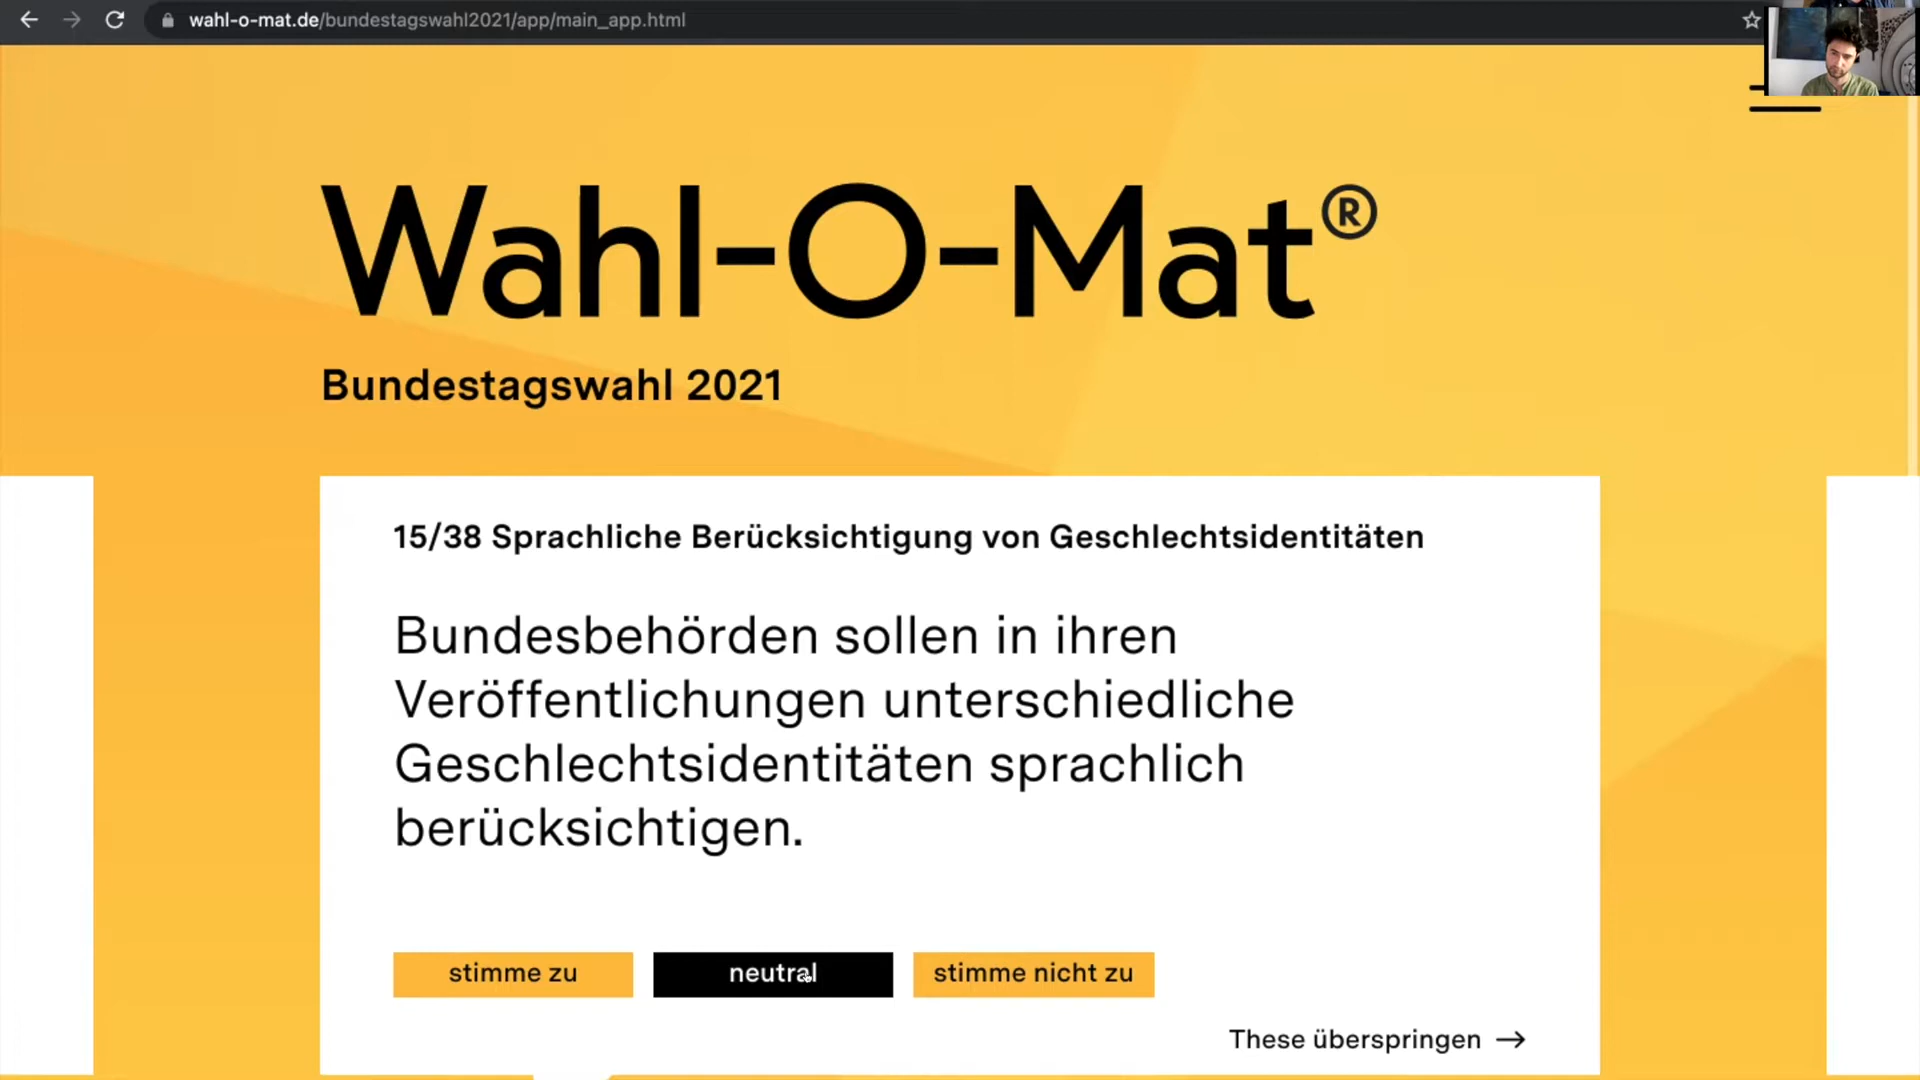 wahl-o-mat.de/bundestagswahl2021/app/main_app.html
Wahl-O-Mat®
Bundestagswahl 2021
15/38 Sprachliche Berücksichtigung von Geschlechtsidentitäten
Bundesbehörden sollen in ihren
Veröffentlichungen unterschiedliche
Geschlechtsidentitäten sprachlich
berücksichtigen.
stimme zu
neutral
stimme nicht zu
These überspringen →